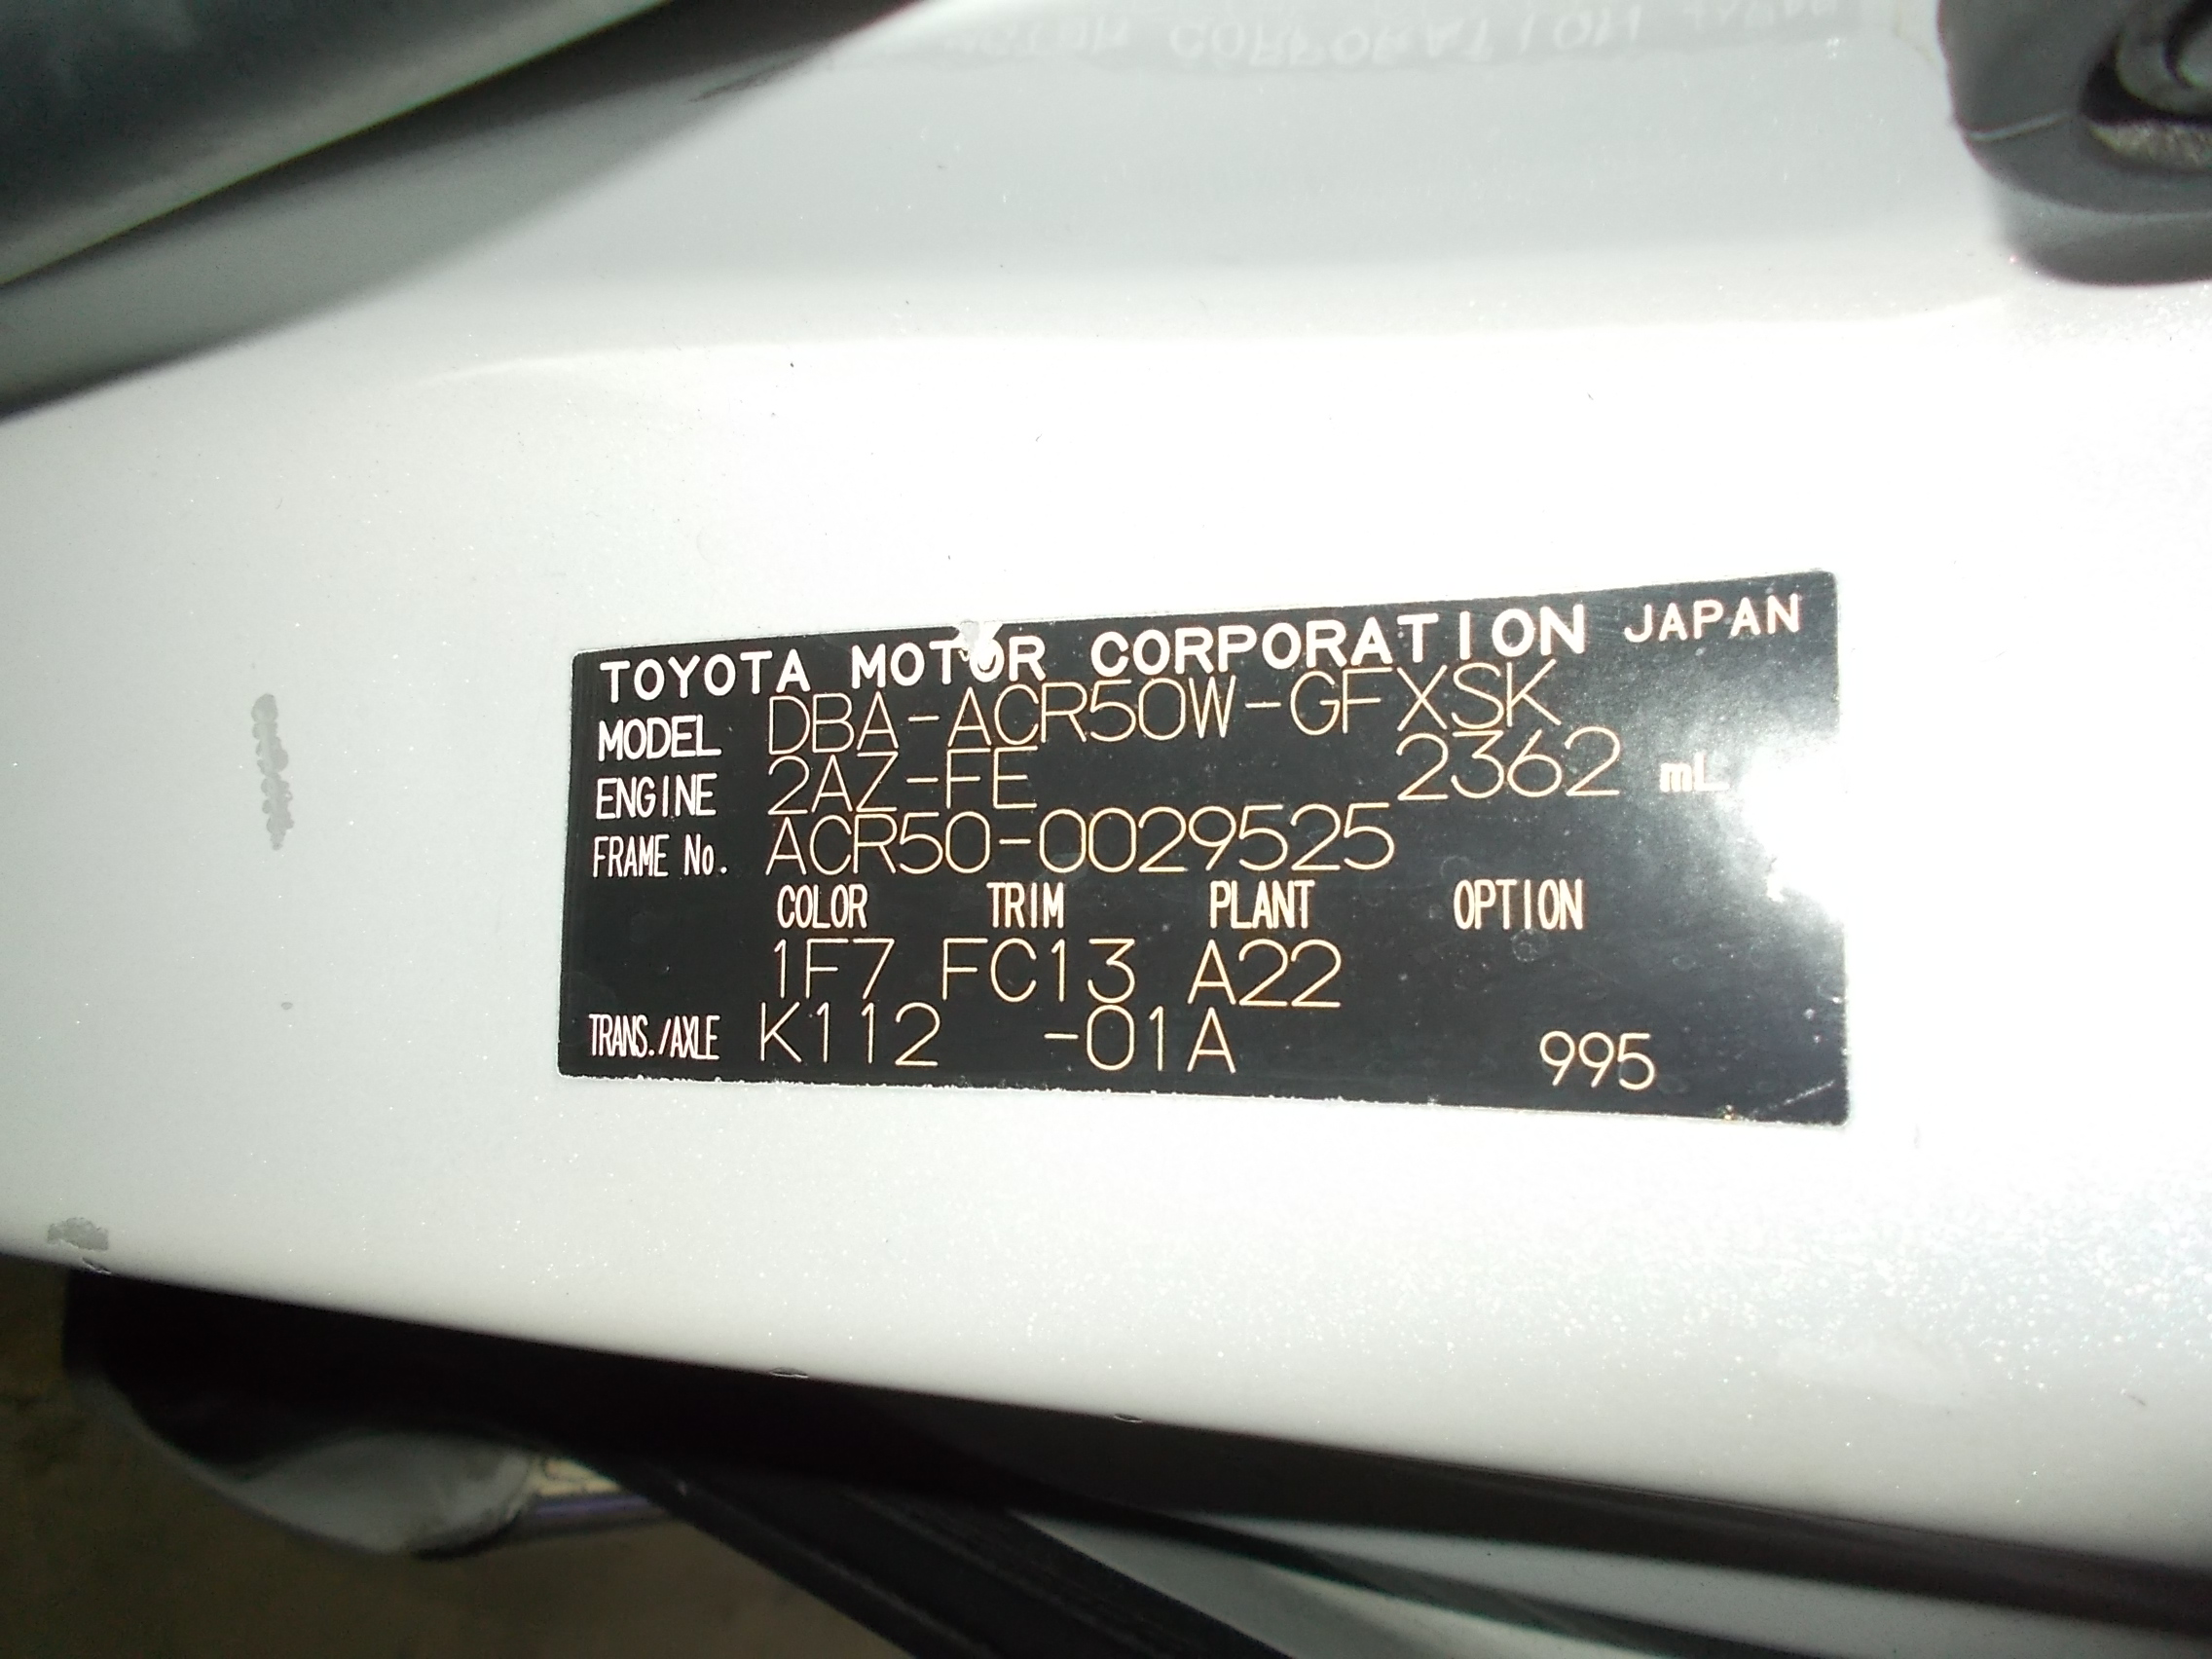 TOYOTA MOTOR CORPORATION JAPAN
MODEL DBA-ACR50W-GFXSK
ENGINE 2AZ-FE 2362 mL
FRAME No. ACR50-0029525
COLOR TRIM PLANT OPTION
1F7 FC13 A22
TRANS./AXLE K112 -01A 995